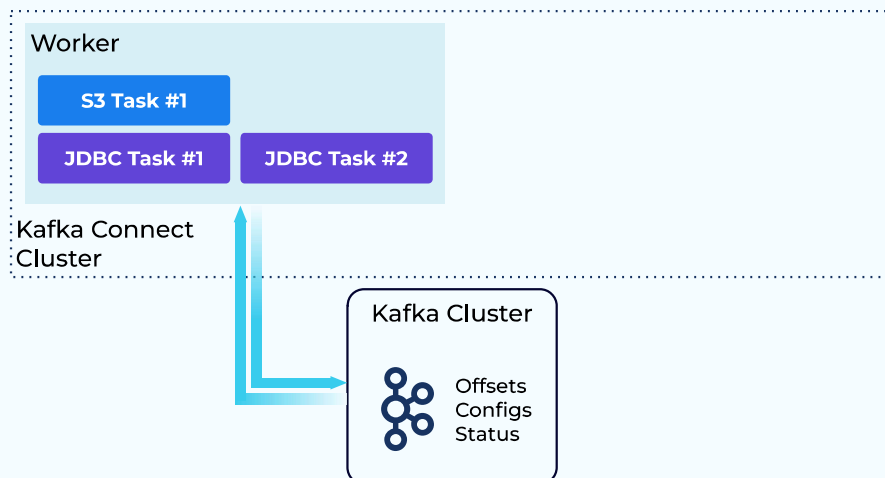 Worker
S3 Task #1
JDBC Task #1
JDBC Task #2
Kafka Connect
Cluster
Kafka Cluster
Offsets
Configs
Status